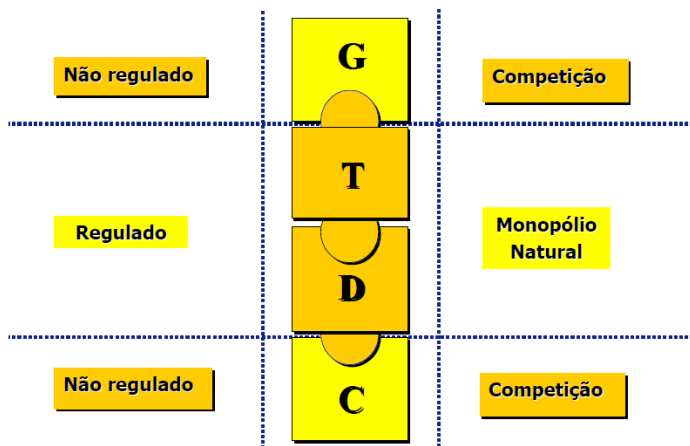 Não regulado
G
Competição
T
Regulado
Monopólio
Natural
D
Não regulado
C
Competição